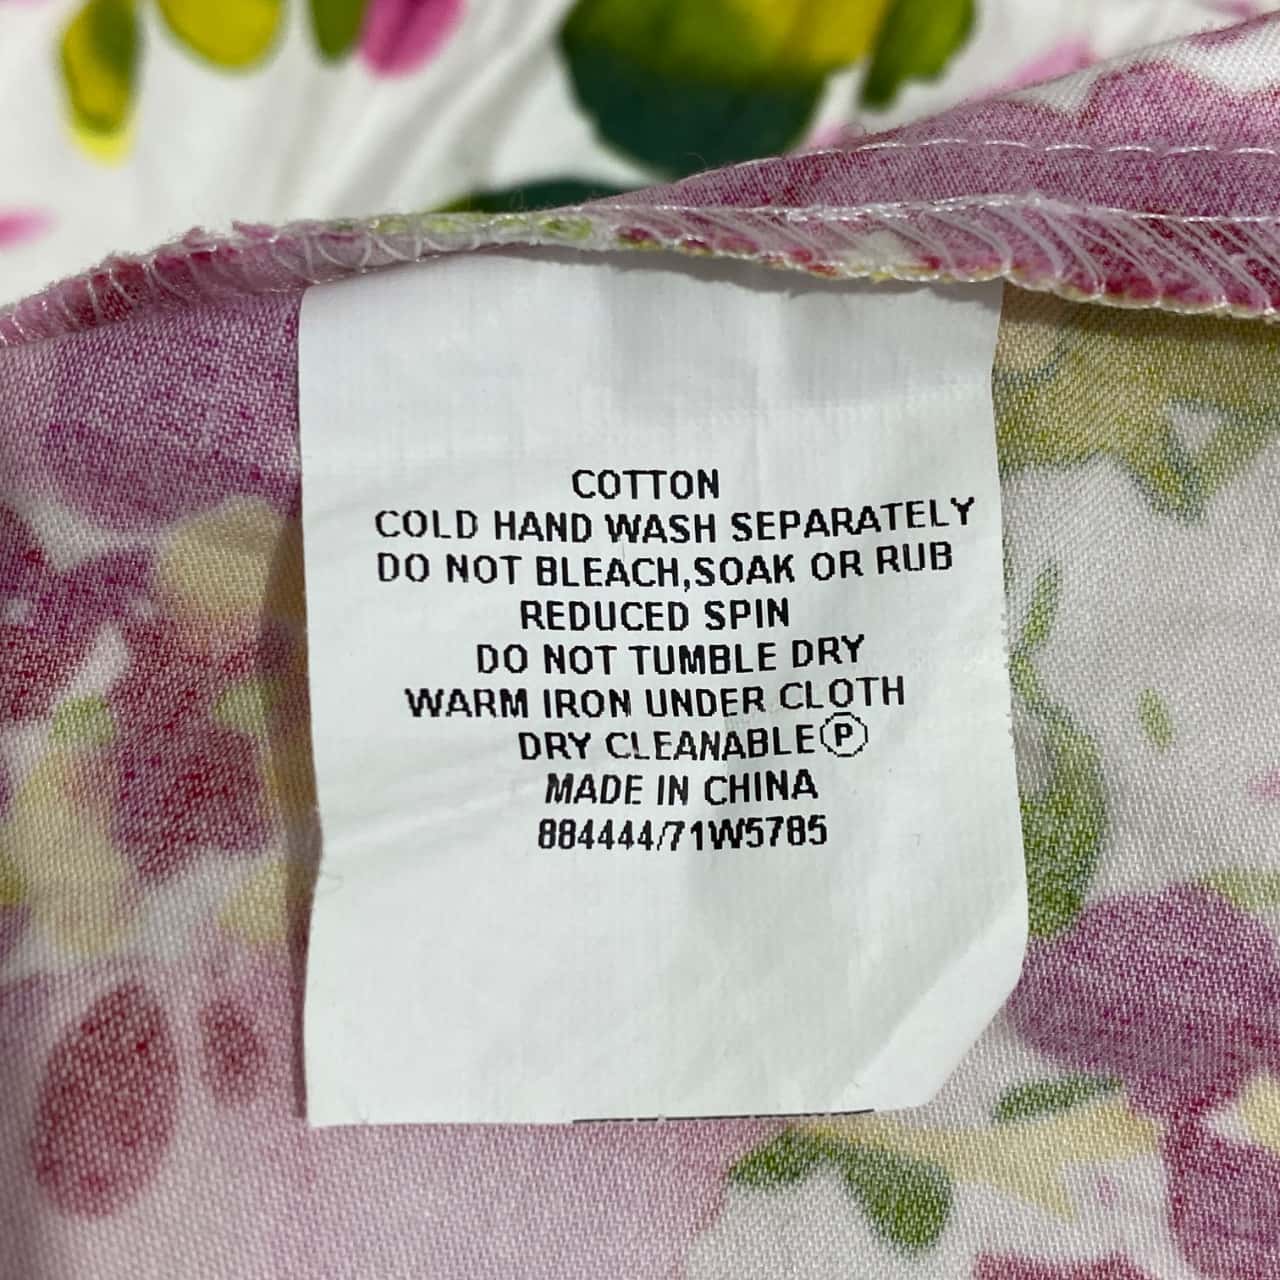 COTTON
COLD HAND WASH SEPARATELY
DO NOT BLEACH,SOAK OR RUB
REDUCED SPIN
DO NOT TUMBLE DRY
WARM IRON UNDER CLOTH
DRY CLEANABLE Ⓟ
MADE IN CHINA
884444/71W5785